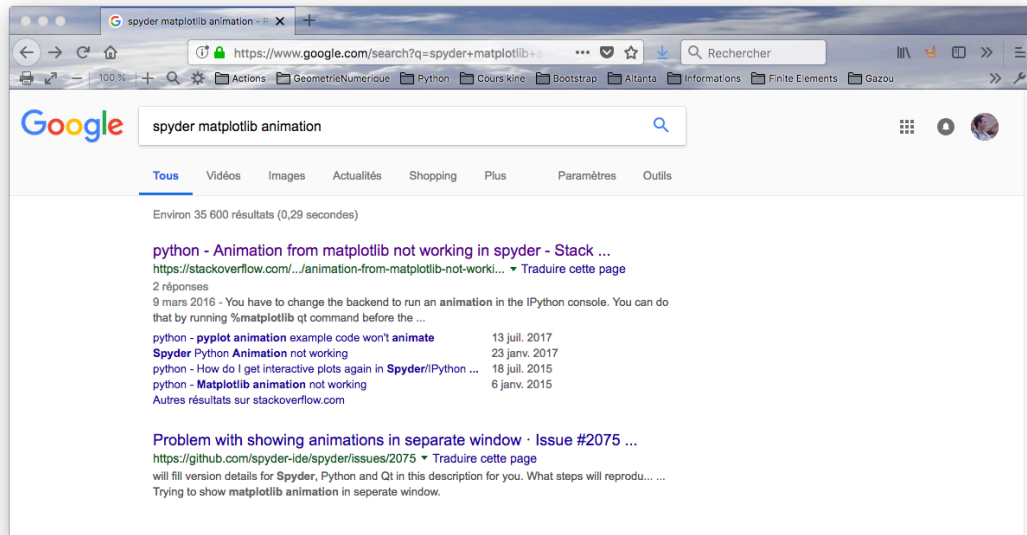 spyder matplotlib animation - R
https://www.google.com/search?q=spyder+matplotlib+a
Rechercher
100 %
Actions GeometrieNumerique Python Cours kine Bootstrap Altanta Informations Finite Elements Gazou
Google
spyder matplotlib animation
Tous Vidéos Images Actualités Shopping Plus Paramètres Outils
Environ 35 600 résultats (0,29 secondes)
python - Animation from matplotlib not working in spyder - Stack ...
https://stackoverflow.com/.../animation-from-matplotlib-not-worki... Traduire cette page
2 réponses
9 mars 2016 - You have to change the backend to run an animation in the IPython console. You can do
that by running %matplotlib qt command before the ...
python - pyplot animation example code won't animate 13 juil. 2017
Spyder Python Animation not working 23 janv. 2017
python - How do I get interactive plots again in Spyder/IPython ... 18 juil. 2015
python - Matplotlib animation not working 6 janv. 2015
Autres résultats sur stackoverflow.com
Problem with showing animations in separate window · Issue #2075 ...
https://github.com/spyder-ide/spyder/issues/2075 Traduire cette page
will fill version details for Spyder, Python and Qt in this description for you. What steps will reprodu... ...
Trying to show matplotlib animation in seperate window.